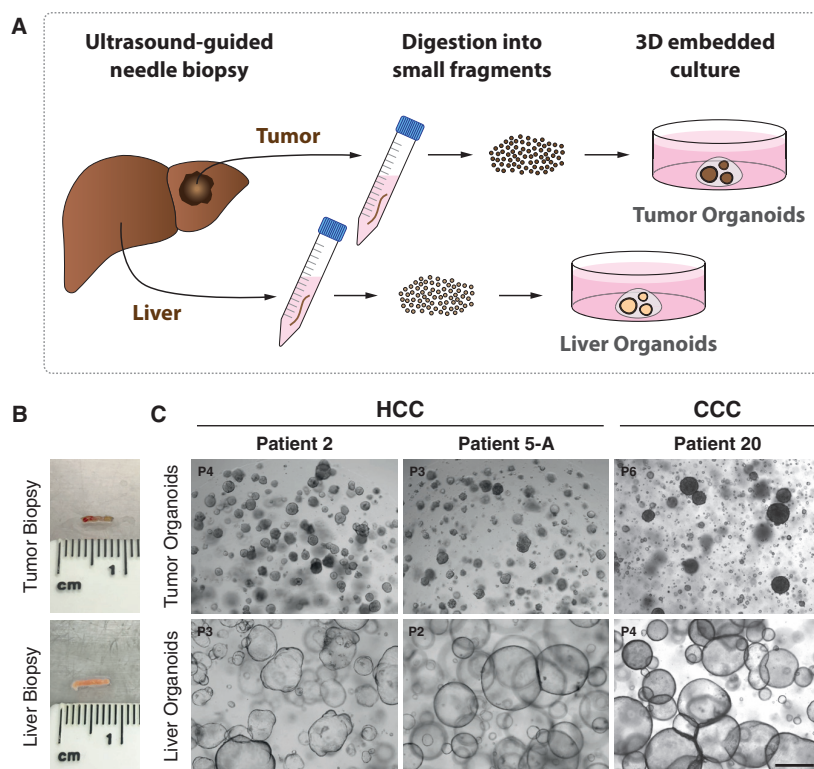 A
Ultrasound-guided
needle biopsy
Digestion into
small fragments
3D embedded
culture
Tumor
Tumor Organoids
Liver
Liver Organoids
B
C
HCC
CCC
Patient 2
Patient 5-A
Patient 20
Tumor Biopsy
cm
1
Tumor Organoids
P4
P3
P6
Liver Biopsy
cm
1
Liver Organoids
P3
P2
P4